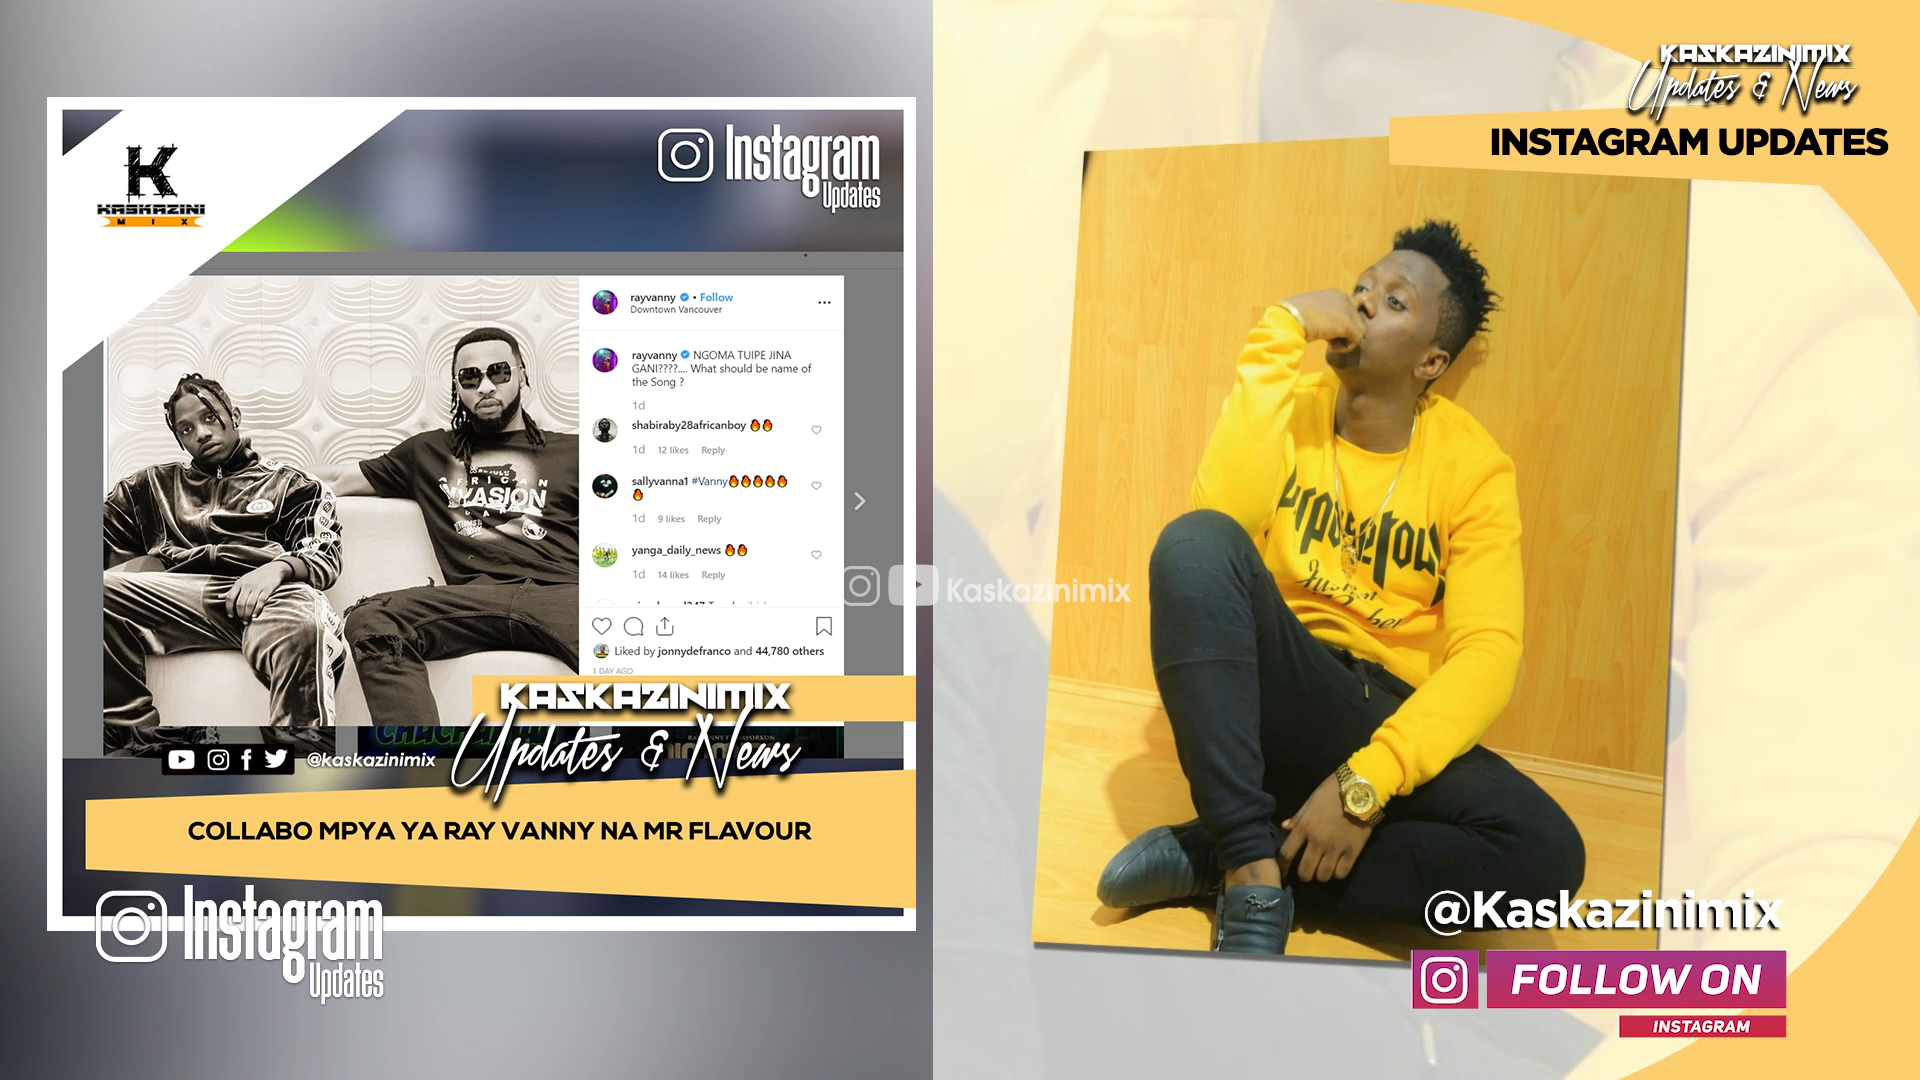 K
KASKAZINI
MIX
Instagram
Updates
rayvanny • Follow
Downtown Vancouver
rayvanny NGOMA TUIPE JINA
GANI????.... What should be name of
the Song ?
1d
shabiraby28africanboy 🔥🔥
1d 12 likes Reply
sallyvanna1 #Vanny🔥🔥🔥🔥🔥
🔥
1d 9 likes Reply
yanga_daily_news 🔥🔥
1d 14 likes Reply
Liked by jonnydefranco and 44,780 others
1 DAY AGO
AFRICAN
NVASION
KASKAZINIMIX
Updates & News
@kaskazinimix
COLLABO MPYA YA RAY VANNY NA MR FLAVOUR
Instagram
Updates
Kaskazinimix
KASKAZINIMIX
Updates & News
INSTAGRAM UPDATES
@Kaskazinimix
FOLLOW ON
INSTAGRAM